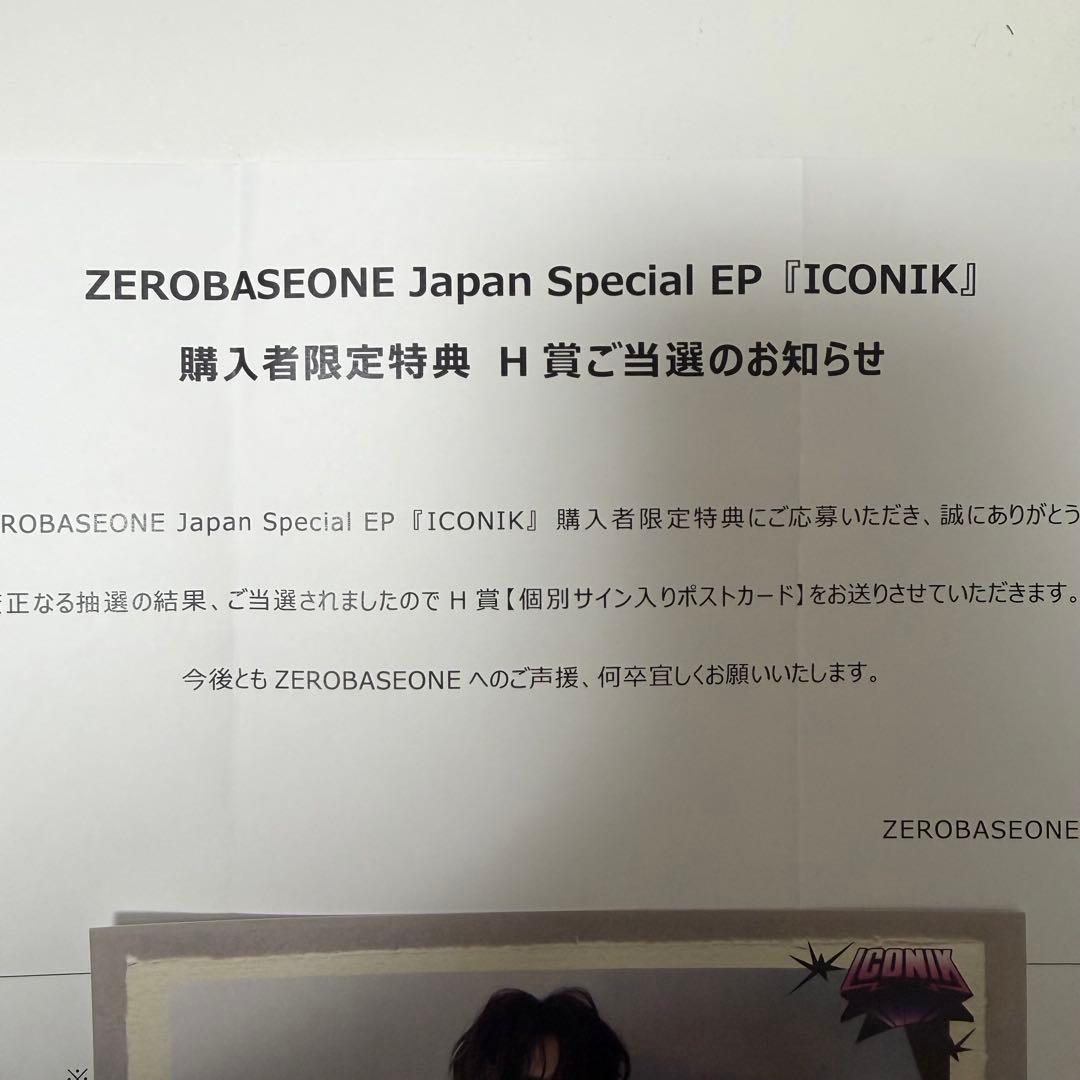 ZEROBASEONE Japan Special EP『ICONIK』
購入者限定特典 H 賞ご当選のお知らせ
ROBASEONE Japan Special EP『ICONIK』購入者限定特典にご応募いただき、誠にありがとう
正なる抽選の結果、ご当選されましたので H 賞【個別サイン入りポストカード】をお送りさせていただきます。
今後とも ZEROBASEONE へのご声援、何卒宜しくお願いいたします。
ZEROBASEONE
ICONIK
※